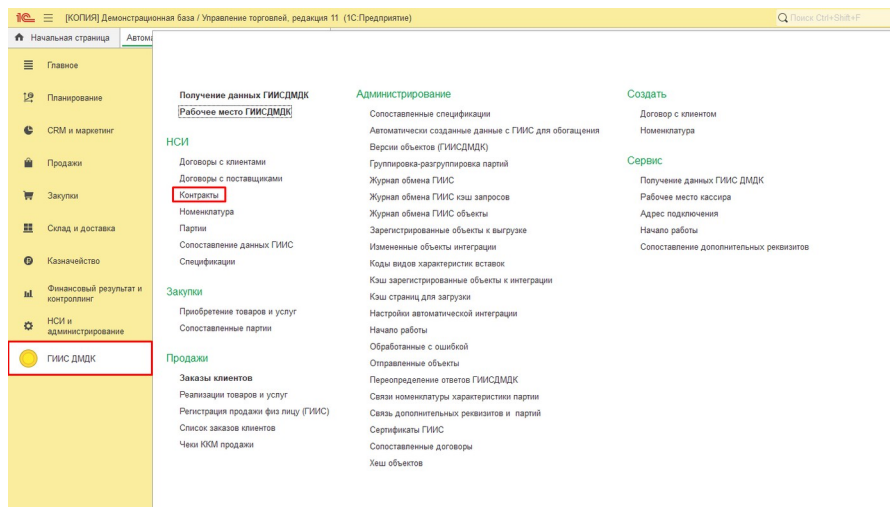 1С [КОПИЯ] Демонстрационная база / Управление торговлей, редакция 11 (1С:Предприятие)
Поиск Ctrl+Shift+F
Начальная страница
Автома
Главное
Планирование
CRM и маркетинг
Продажи
Закупки
Склад и доставка
Казначейство
Финансовый результат и
контроллинг
НСИ и
администрирование
ГИИС ДМДК
Получение данных ГИИСДМДК
Рабочее место ГИИСДМДК
НСИ
Договоры с клиентами
Договоры с поставщиками
Контракты
Номенклатура
Партии
Сопоставление данных ГИИС
Спецификации
Закупки
Приобретение товаров и услуг
Сопоставленные партии
Продажи
Заказы клиентов
Реализации товаров и услуг
Регистрация продажи физ лицу (ГИИС)
Список заказов клиентов
Чеки ККМ продажи
Администрирование
Сопоставленные спецификации
Автоматически созданные данные с ГИИС для обогащения
Версии объектов (ГИИСДМДК)
Группировка-разгруппировка партий
Журнал обмена ГИИС
Журнал обмена ГИИС кэш запросов
Журнал обмена ГИИС объекты
Зарегистрированные объекты к выгрузке
Измененные объекты интеграции
Коды видов характеристик вставок
Кэш зарегистрированные объекты к интеграции
Кэш страниц для загрузки
Настройки автоматической интеграции
Начало работы
Обработанные с ошибкой
Отправленные объекты
Переопределение ответов ГИИСДМДК
Связи номенклатуры характеристики партии
Связь дополнительных реквизитов и партий
Сертификаты ГИИС
Сопоставленные договоры
Хеш объектов
Создать
Договор с клиентом
Номенклатура
Сервис
Получение данных ГИИС ДМДК
Рабочее место кассира
Адрес подключения
Начало работы
Сопоставление дополнительных реквизитов